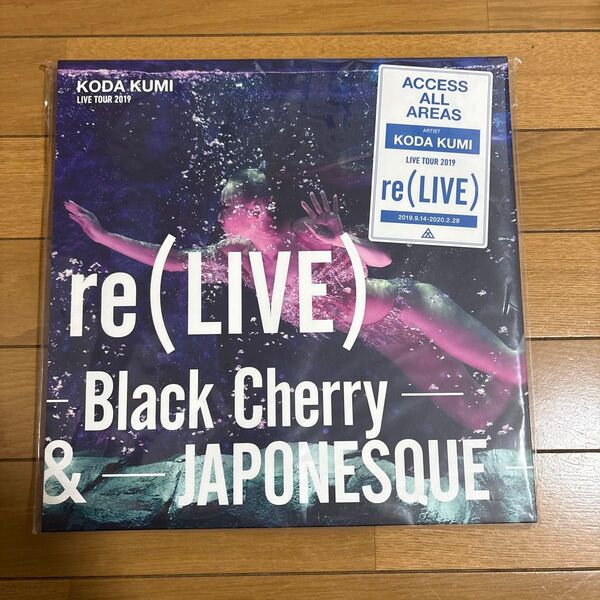 KODA KUMI
LIVE TOUR 2019
ACCESS
ALL
AREAS
ARTIST
KODA KUMI
LIVE TOUR 2019
re(LIVE)
2019.9.14-2020.2.29
re(LIVE)
Black Cherry
& JAPONESQUE